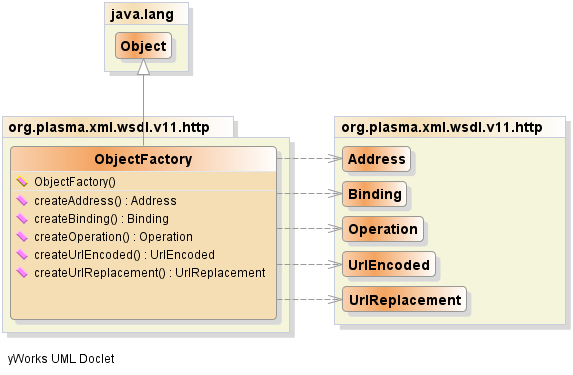 java.lang
Object
org.plasma.xml.wsdl.v11.http
ObjectFactory
ObjectFactory()
createAddress() : Address
createBinding() : Binding
createOperation() : Operation
createUrlEncoded() : UrlEncoded
createUrlReplacement() : UrlReplacement
org.plasma.xml.wsdl.v11.http
Address
Binding
Operation
UrlEncoded
UrlReplacement
yWorks UML Doclet